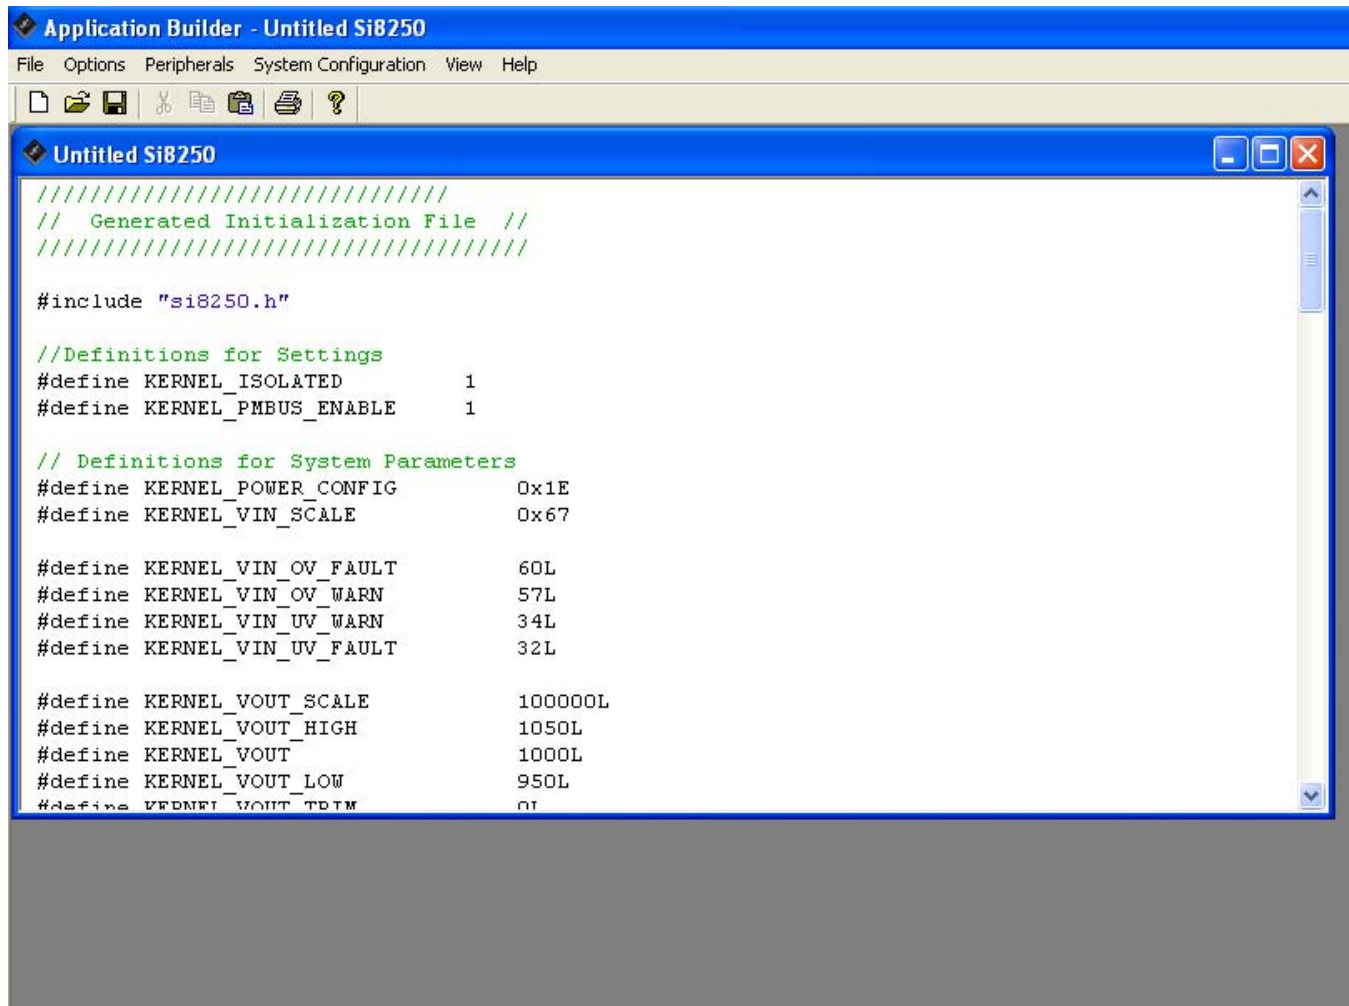 Application Builder - Untitled Si8250
File Options Peripherals System Configuration View Help
Untitled Si8250
///////////////////////////////
// Generated Initialization File //
/////////////////////////////////////
#include "si8250.h"
//Definitions for Settings
#define KERNEL_ISOLATED 1
#define KERNEL_PMBUS_ENABLE 1
// Definitions for System Parameters
#define KERNEL_POWER_CONFIG 0x1E
#define KERNEL_VIN_SCALE 0x67
#define KERNEL_VIN_OV_FAULT 60L
#define KERNEL_VIN_OV_WARN 57L
#define KERNEL_VIN_UV_WARN 34L
#define KERNEL_VIN_UV_FAULT 32L
#define KERNEL_VOUT_SCALE 100000L
#define KERNEL_VOUT_HIGH 1050L
#define KERNEL_VOUT 1000L
#define KERNEL_VOUT_LOW 950L
#define KERNEL_VOUT_TRIM 0L